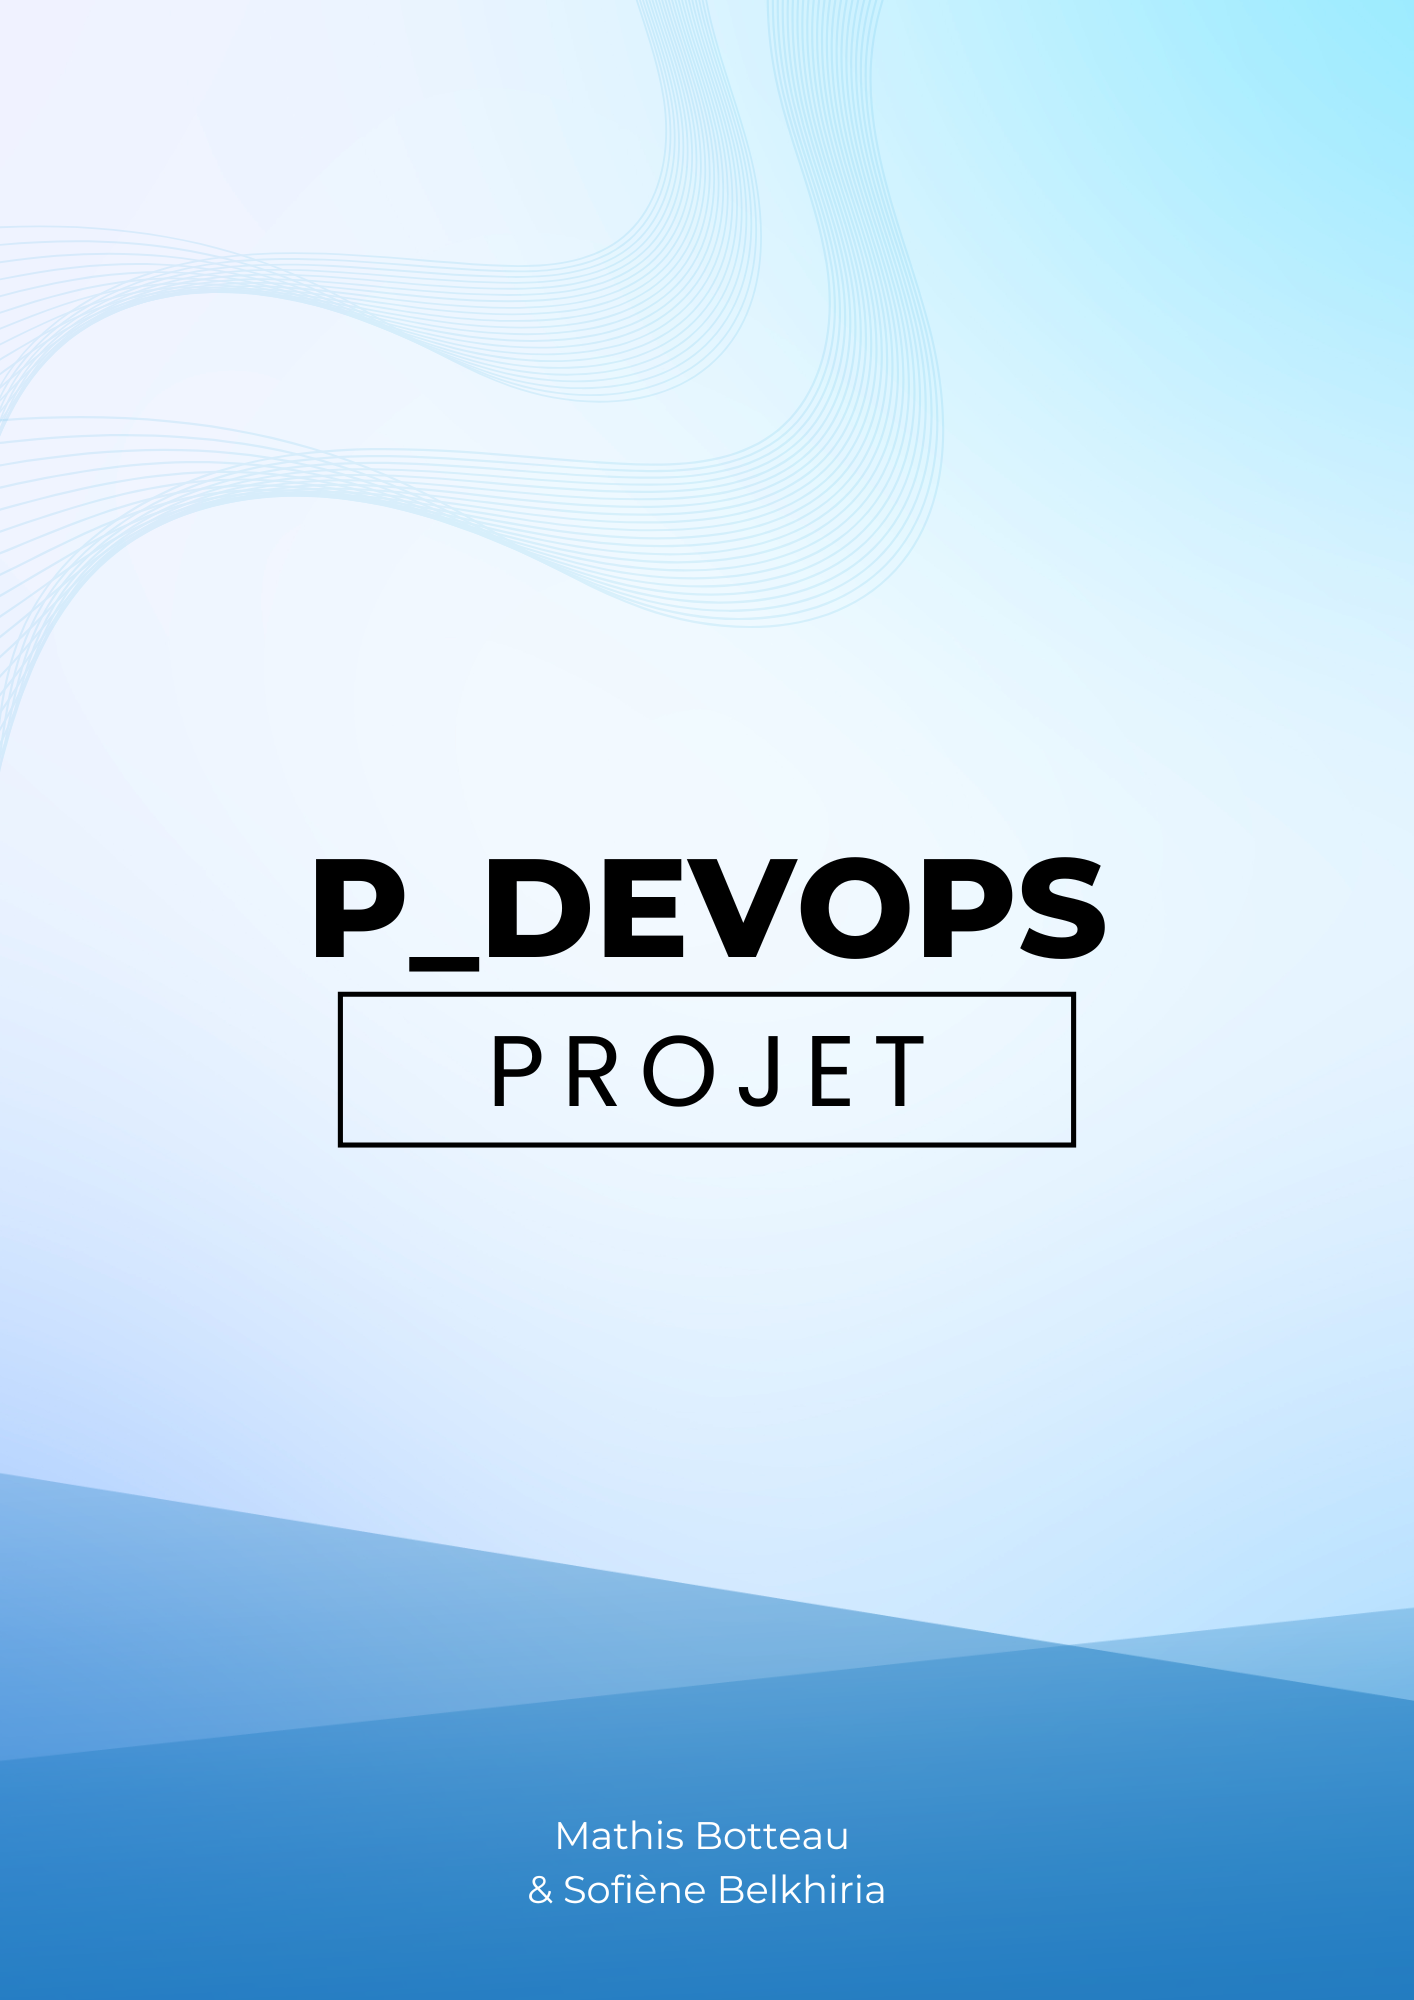 P_DEVOPS
PROJET
Mathis Botteau
& Sofiène Belkhiria